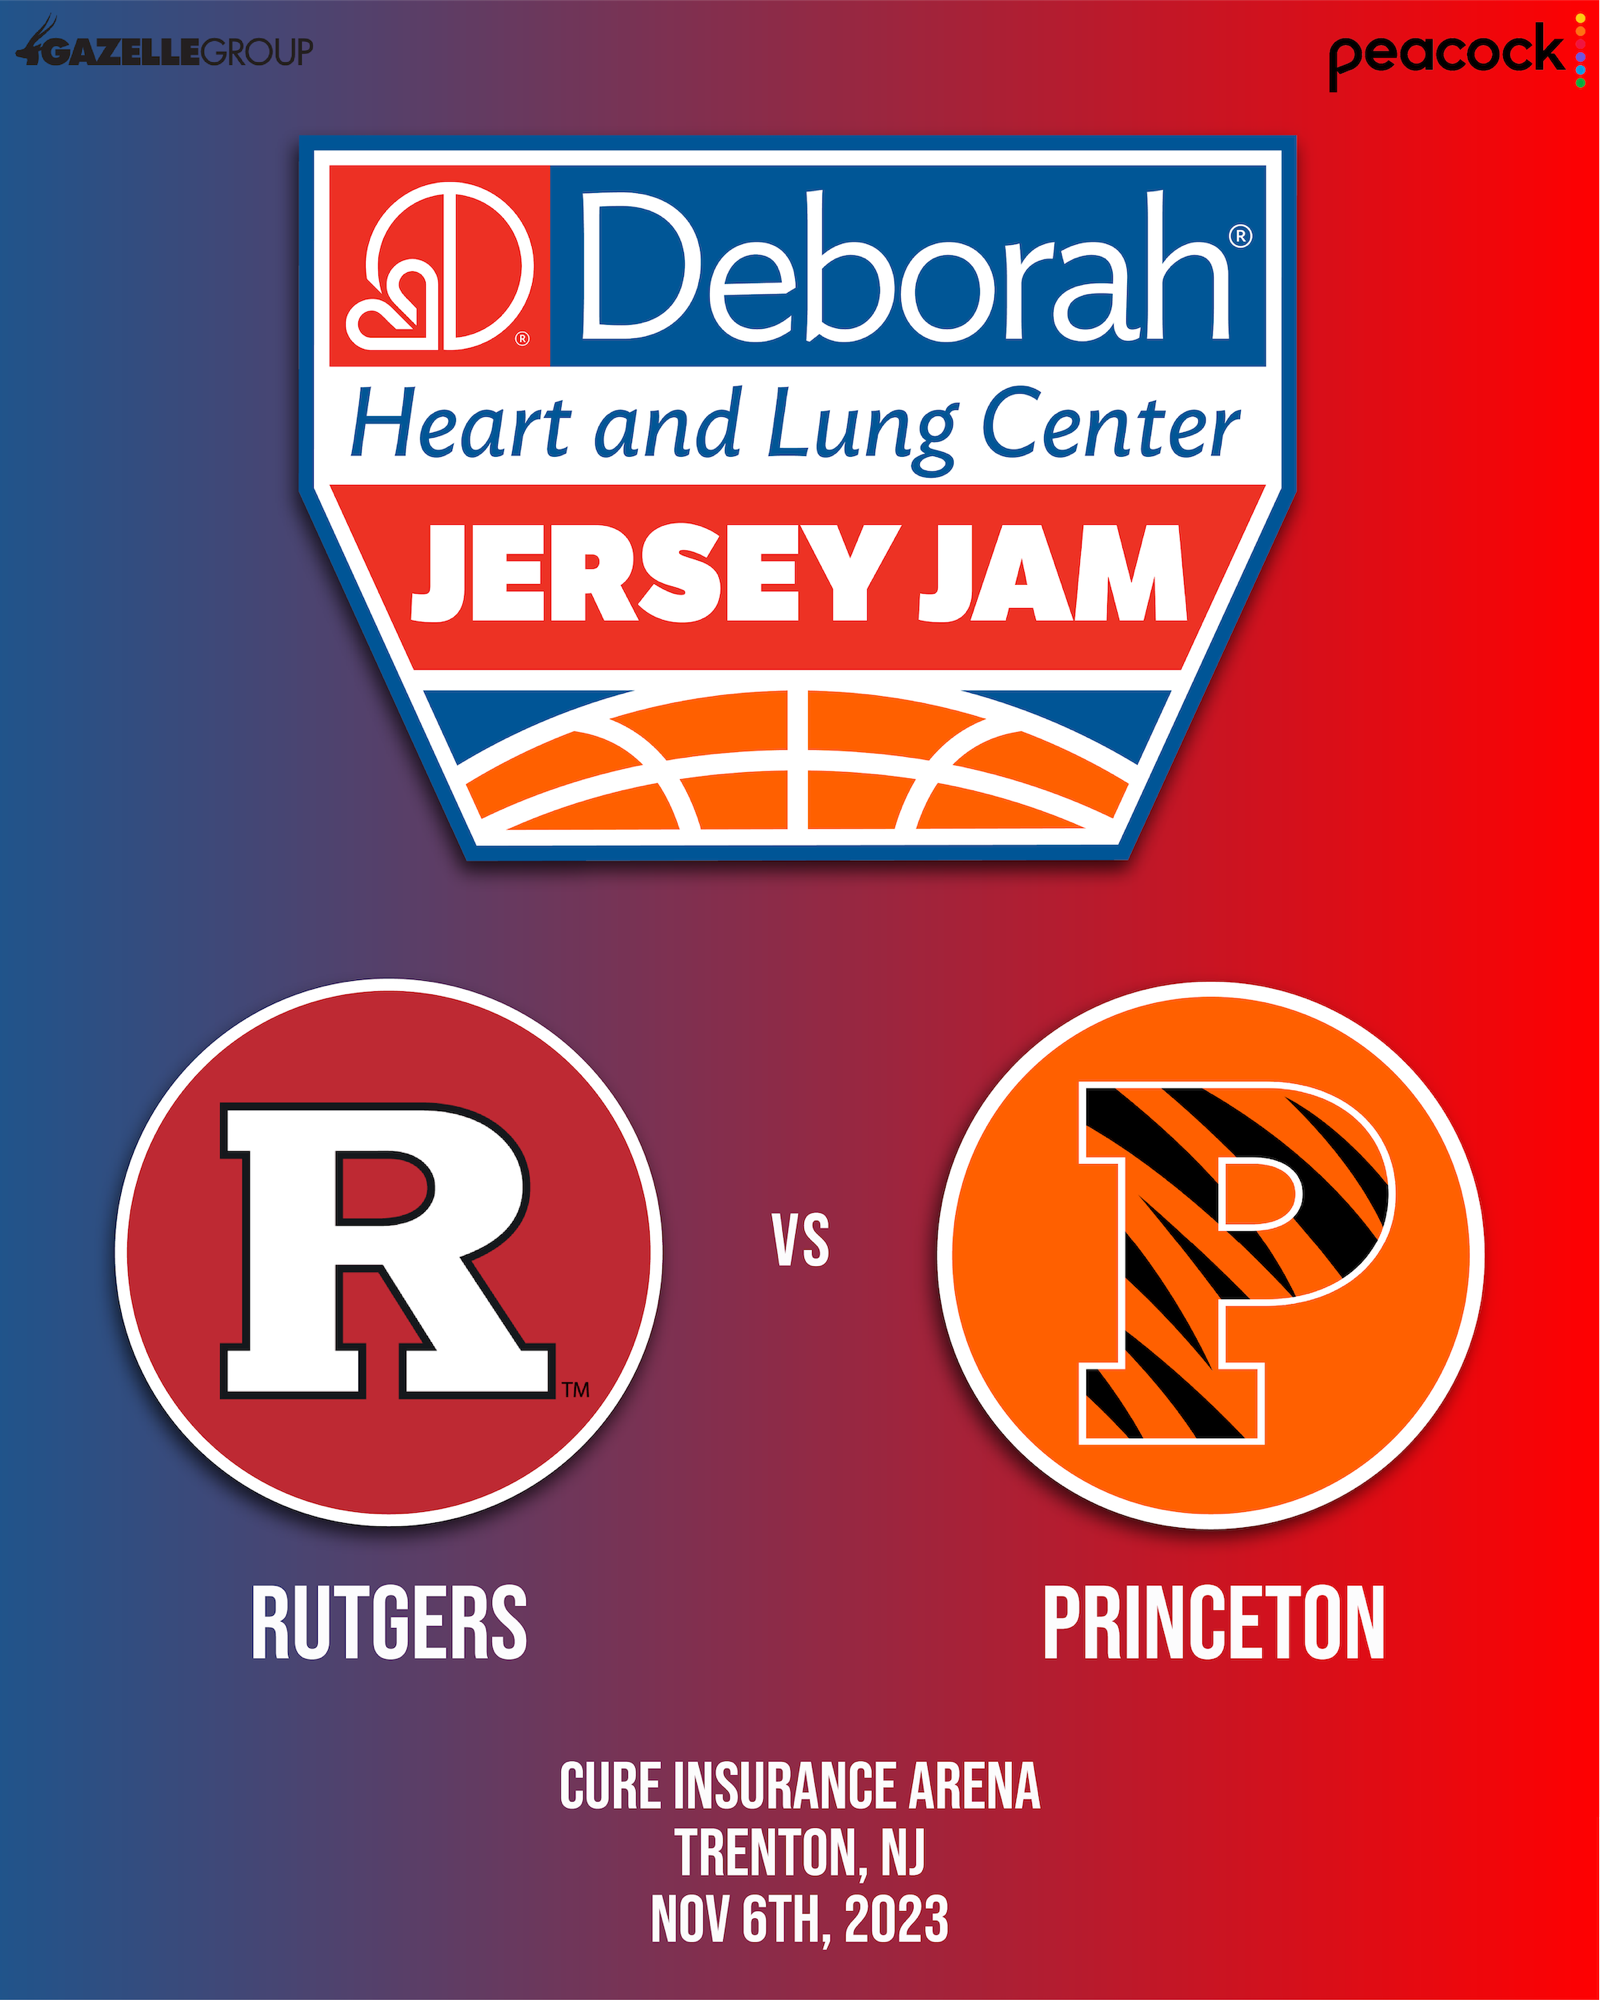 GAZELLEGROUP
peacock
Deborah®
®
Heart and Lung Center
JERSEY JAM
R
TM
VS
P
RUTGERS
PRINCETON
CURE INSURANCE ARENA
TRENTON, NJ
NOV 6TH, 2023